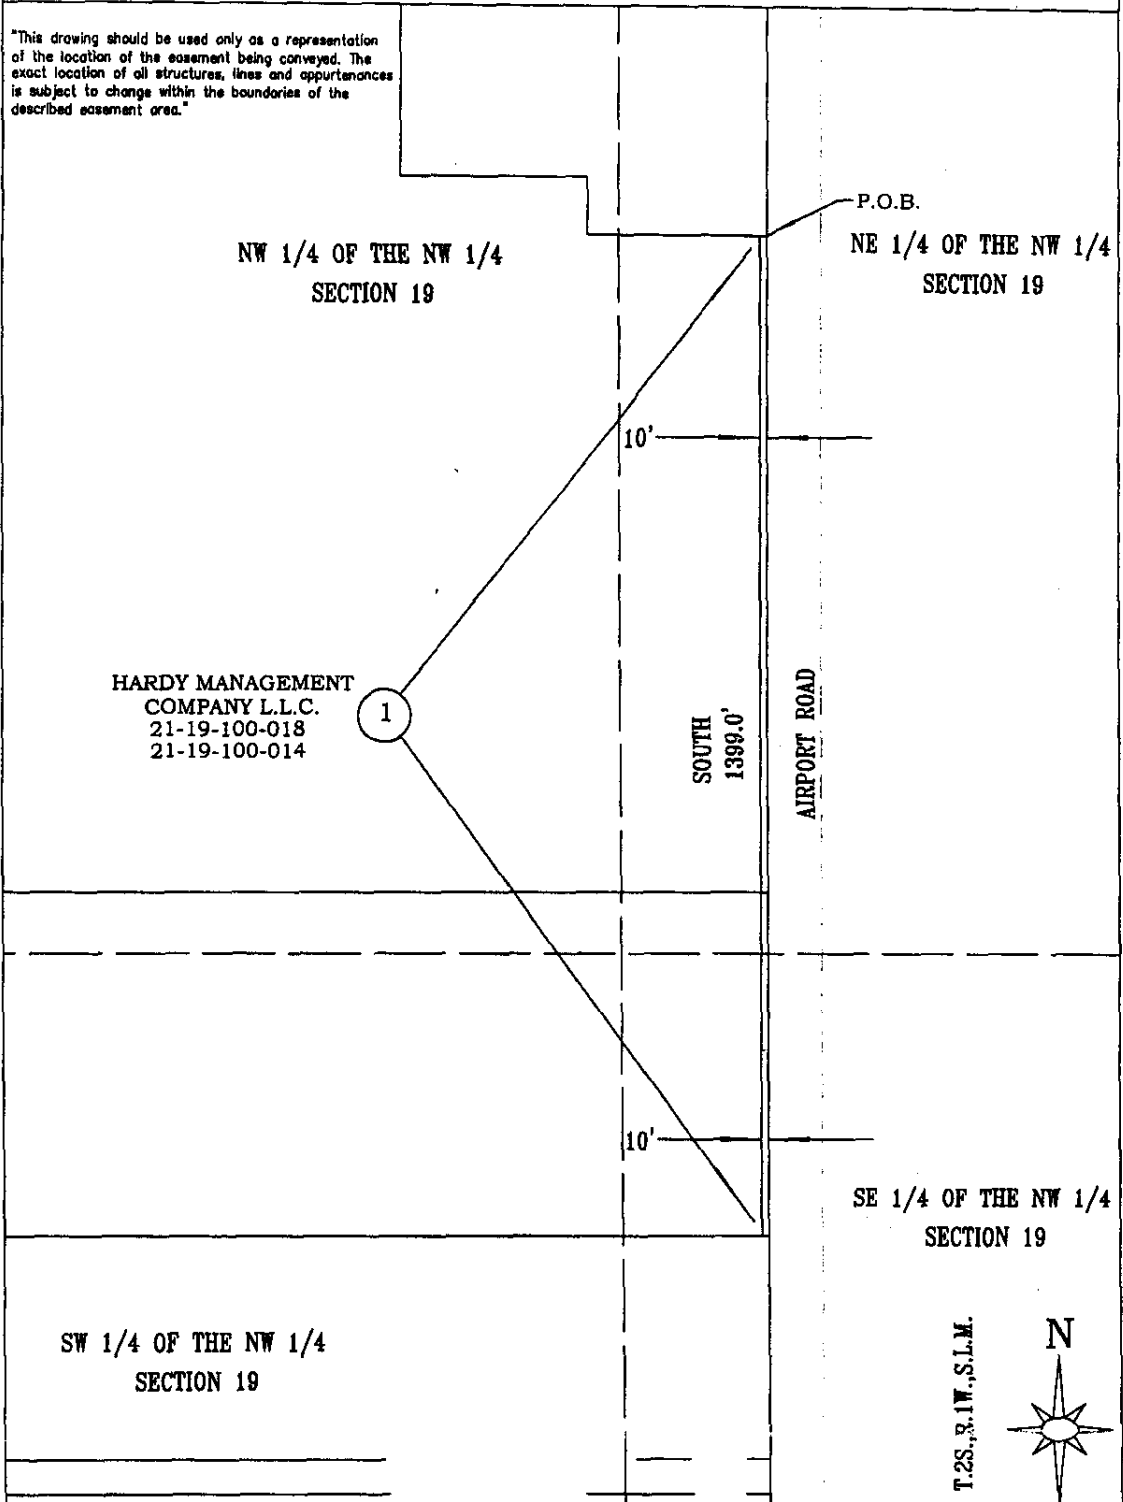 "This drawing should be used only as a representation
of the location of the easement being conveyed. The
exact location of all structures, lines and appurtenances
is subject to change within the boundaries of the
described easement area."
P.O.B.
NW 1/4 OF THE NW 1/4
SECTION 19
NE 1/4 OF THE NW 1/4
SECTION 19
10'
HARDY MANAGEMENT
COMPANY L.L.C.
21-19-100-018
21-19-100-014
1
SOUTH
1399.0'
AIRPORT ROAD
10'
SE 1/4 OF THE NW 1/4
SECTION 19
SW 1/4 OF THE NW 1/4
SECTION 19
T.2S.,R.1W.,S.L.M.
N